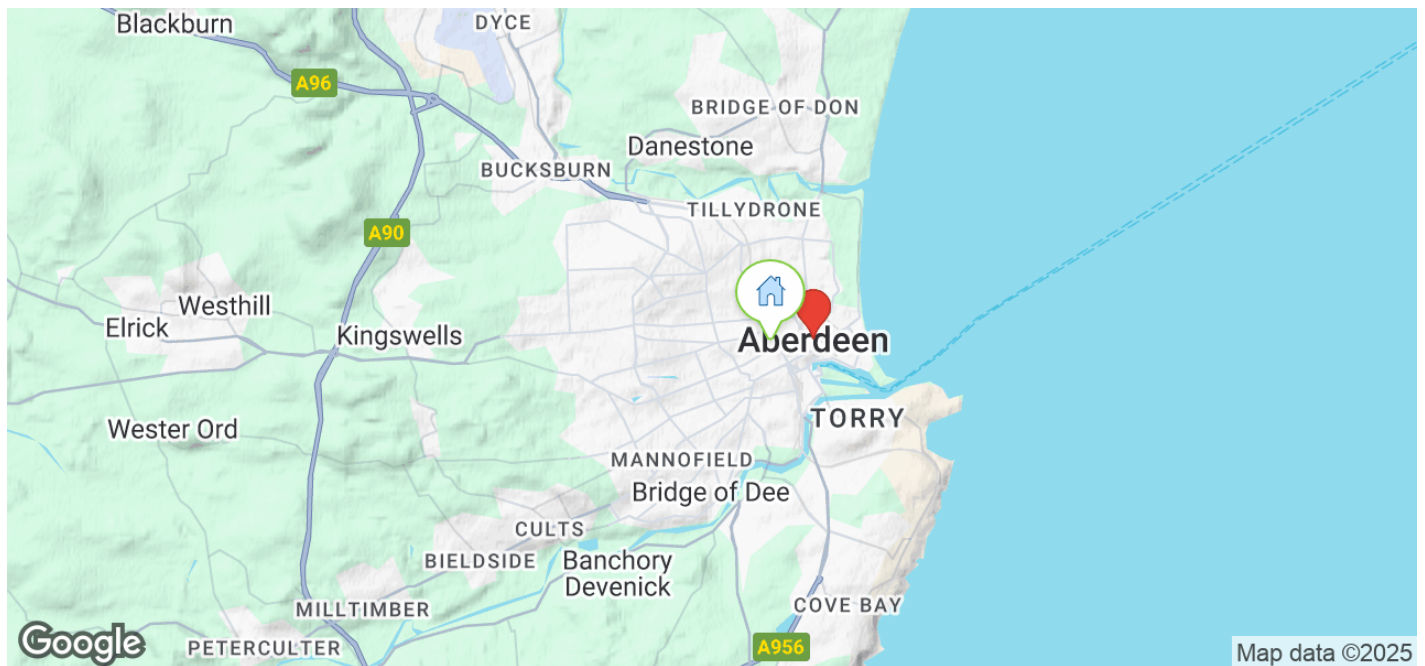 Blackburn
DYCE
A96
BRIDGE OF DON
Danestone
BUCKSBURN
TILLYDRONE
A90
Westhill
Elrick
Kingswells
Aberdeen
TORRY
Wester Ord
MANNOFIELD
Bridge of Dee
CULTS
BIELDSIDE
Banchory
Devenick
MILLTIMBER
COVE BAY
PETERCULTER
A956
Google
Map data ©2025